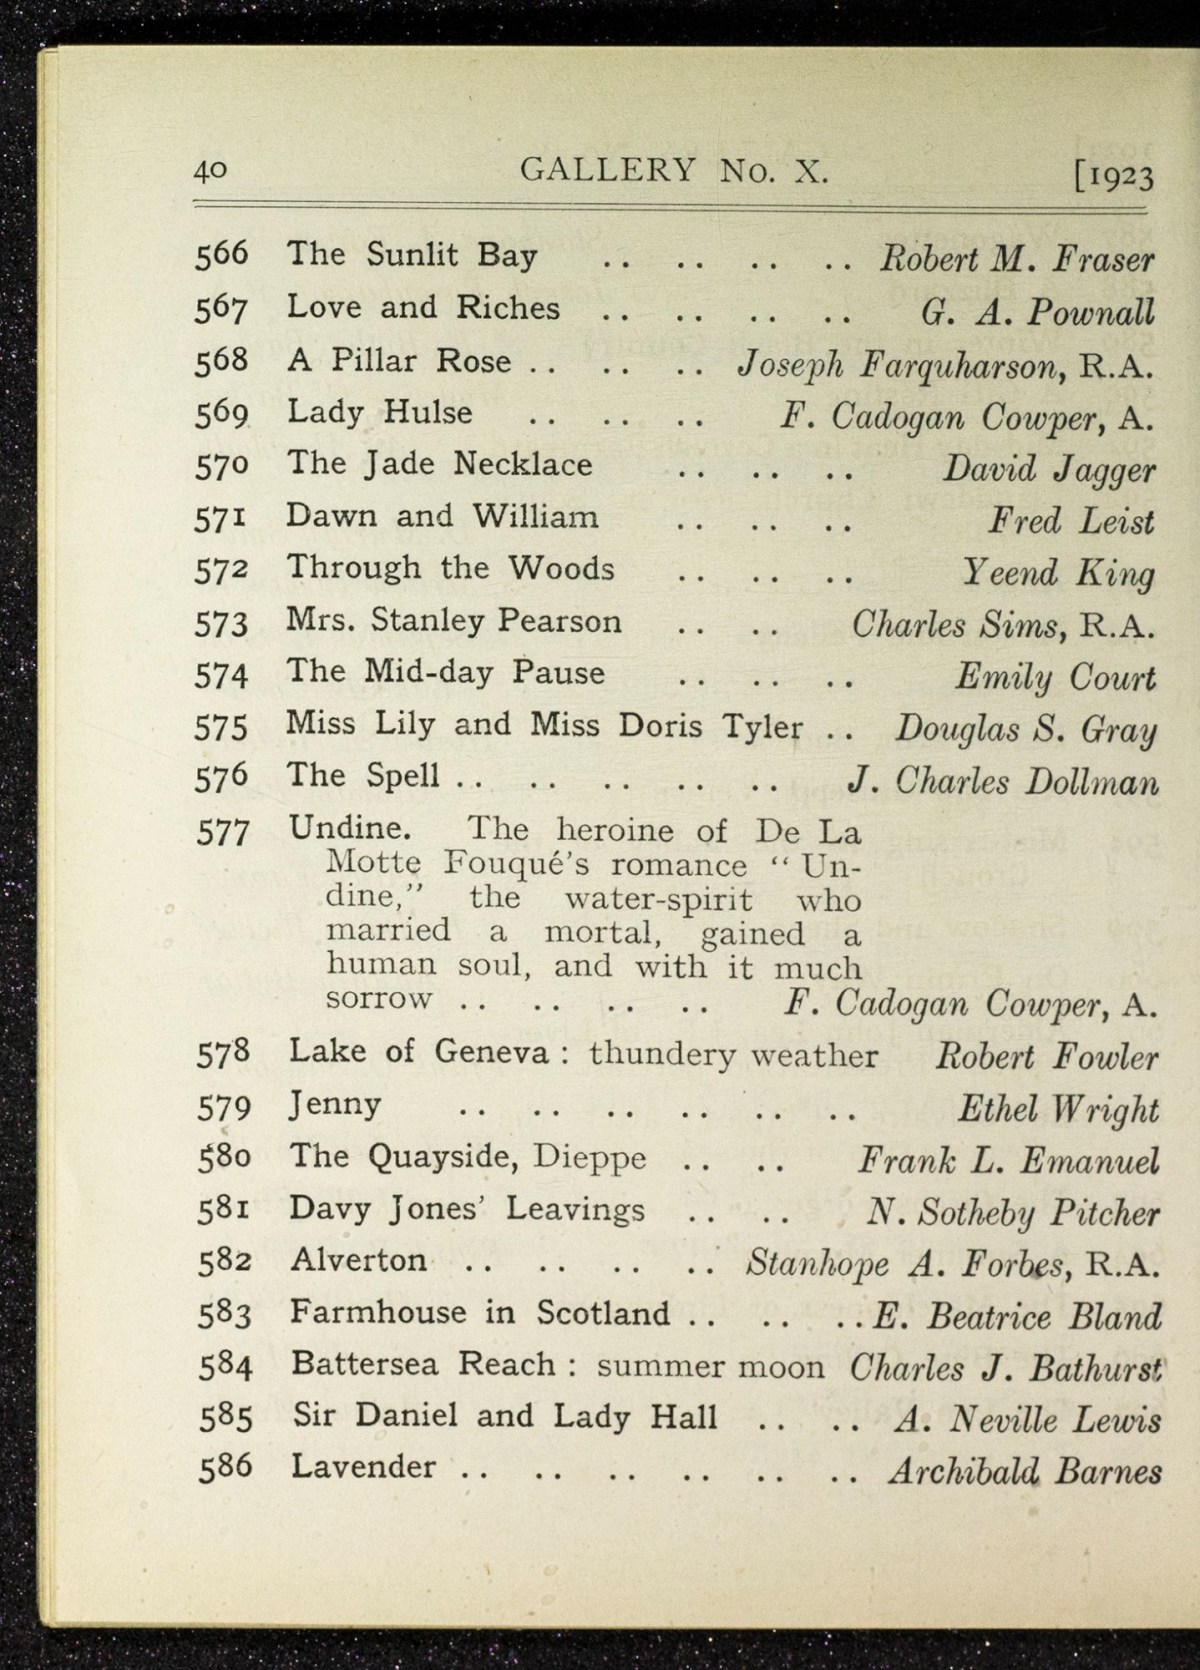 40 GALLERY No. X. [1923
566 The Sunlit Bay .. .. .. .. Robert M. Fraser
567 Love and Riches .. .. .. .. G. A. Pownall
568 A Pillar Rose .. .. .. Joseph Farquharson, R.A.
569 Lady Hulse .. .. .. F. Cadogan Cowper, A.
570 The Jade Necklace .. .. .. David Jagger
571 Dawn and William .. .. .. Fred Leist
572 Through the Woods .. .. .. Yeend King
573 Mrs. Stanley Pearson .. .. Charles Sims, R.A.
574 The Mid-day Pause .. .. .. Emily Court
575 Miss Lily and Miss Doris Tyler .. Douglas S. Gray
576 The Spell .. .. .. .. .. J. Charles Dollman
577 Undine. The heroine of De La
Motte Fouqué's romance “ Un-
dine,” the water-spirit who
married a mortal, gained a
human soul, and with it much
sorrow .. .. .. .. F. Cadogan Cowper, A.
578 Lake of Geneva : thundery weather Robert Fowler
579 Jenny .. .. .. .. .. .. Ethel Wright
580 The Quayside, Dieppe .. .. Frank L. Emanuel
581 Davy Jones' Leavings .. .. N. Sotheby Pitcher
582 Alverton .. .. .. .. Stanhope A. Forbes, R.A.
583 Farmhouse in Scotland .. .. .. E. Beatrice Bland
584 Battersea Reach : summer moon Charles J. Bathurst
585 Sir Daniel and Lady Hall .. .. A. Neville Lewis
586 Lavender .. .. .. .. .. .. Archibald Barnes